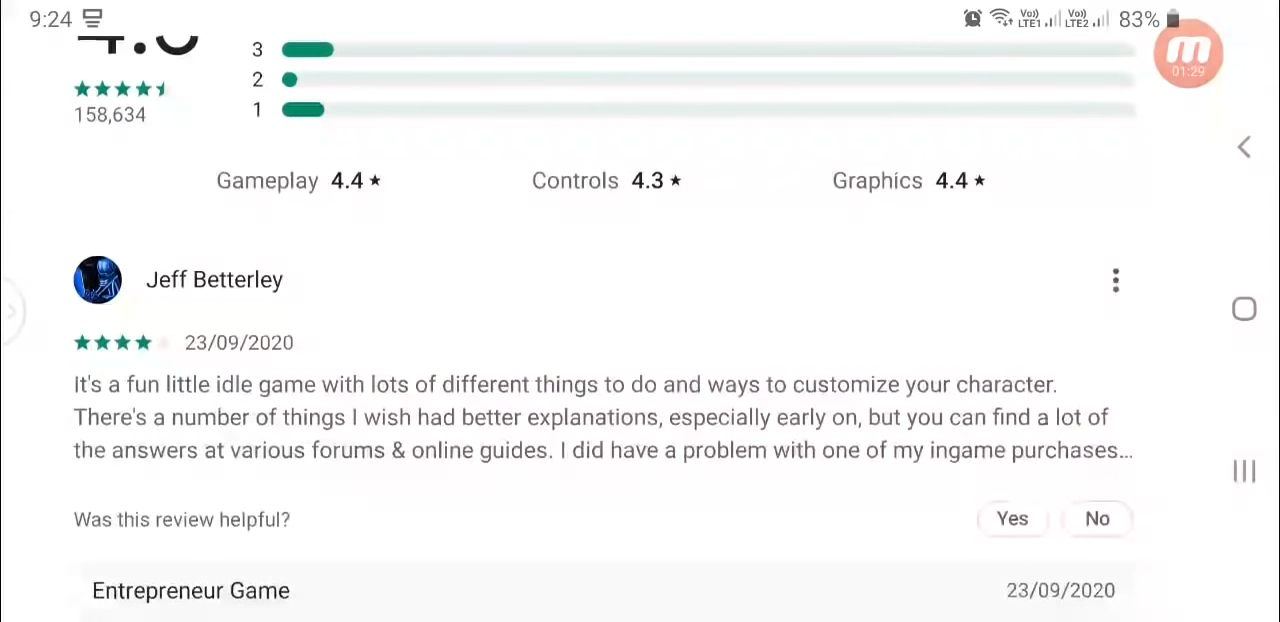 9:24
Vo)) LTE1 Vo)) LTE2 83%
01:29
3
2
158,634
1
Gameplay 4.4 ★ Controls 4.3 ★ Graphics 4.4 ★
Jeff Betterley
23/09/2020
It's a fun little idle game with lots of different things to do and ways to customize your character.
There's a number of things I wish had better explanations, especially early on, but you can find a lot of
the answers at various forums & online guides. I did have a problem with one of my ingame purchases...
Was this review helpful? Yes No
Entrepreneur Game 23/09/2020